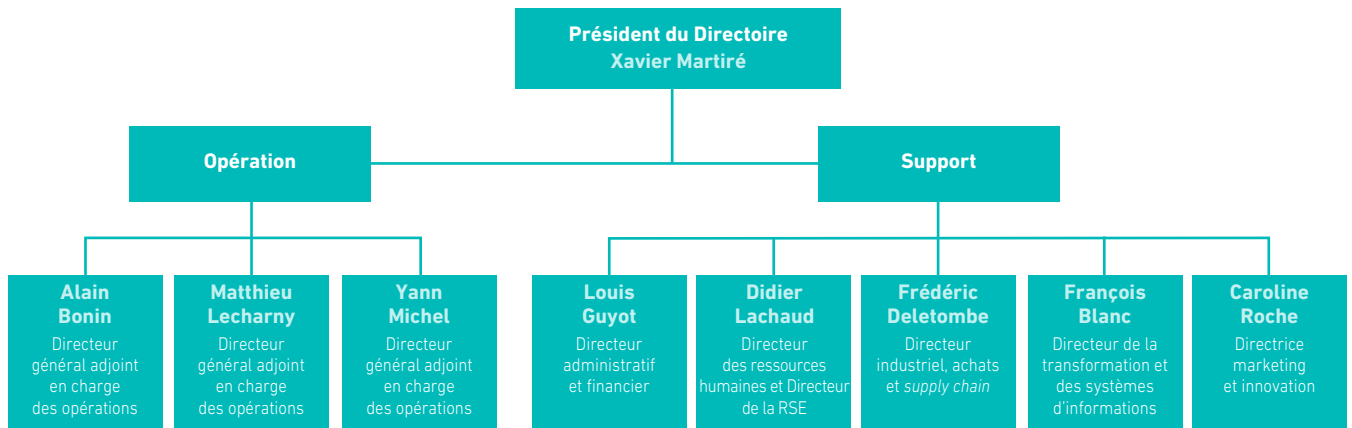 Président du Directoire
Xavier Martiré
Opération
Support
Alain
Bonin
Directeur
général adjoint
en charge
des opérations
Matthieu
Lecharny
Directeur
général adjoint
en charge
des opérations
Yann
Michel
Directeur
général adjoint
en charge
des opérations
Louis
Guyot
Directeur
administratif
et financier
Didier
Lachaud
Directeur
des ressources
humaines et Directeur
de la RSE
Frédéric
Deletombe
Directeur
industriel, achats
et supply chain
François
Blanc
Directeur de la
transformation et
des systèmes
d'informations
Caroline
Roche
Directrice
marketing
et innovation